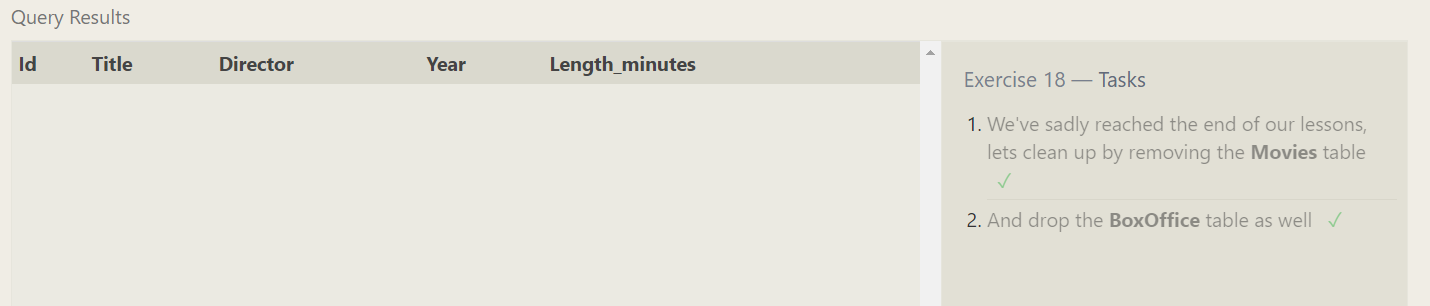 Query Results
Id Title Director Year Length_minutes
Exercise 18 — Tasks
1. We've sadly reached the end of our lessons,
lets clean up by removing the Movies table
✓
2. And drop the BoxOffice table as well ✓